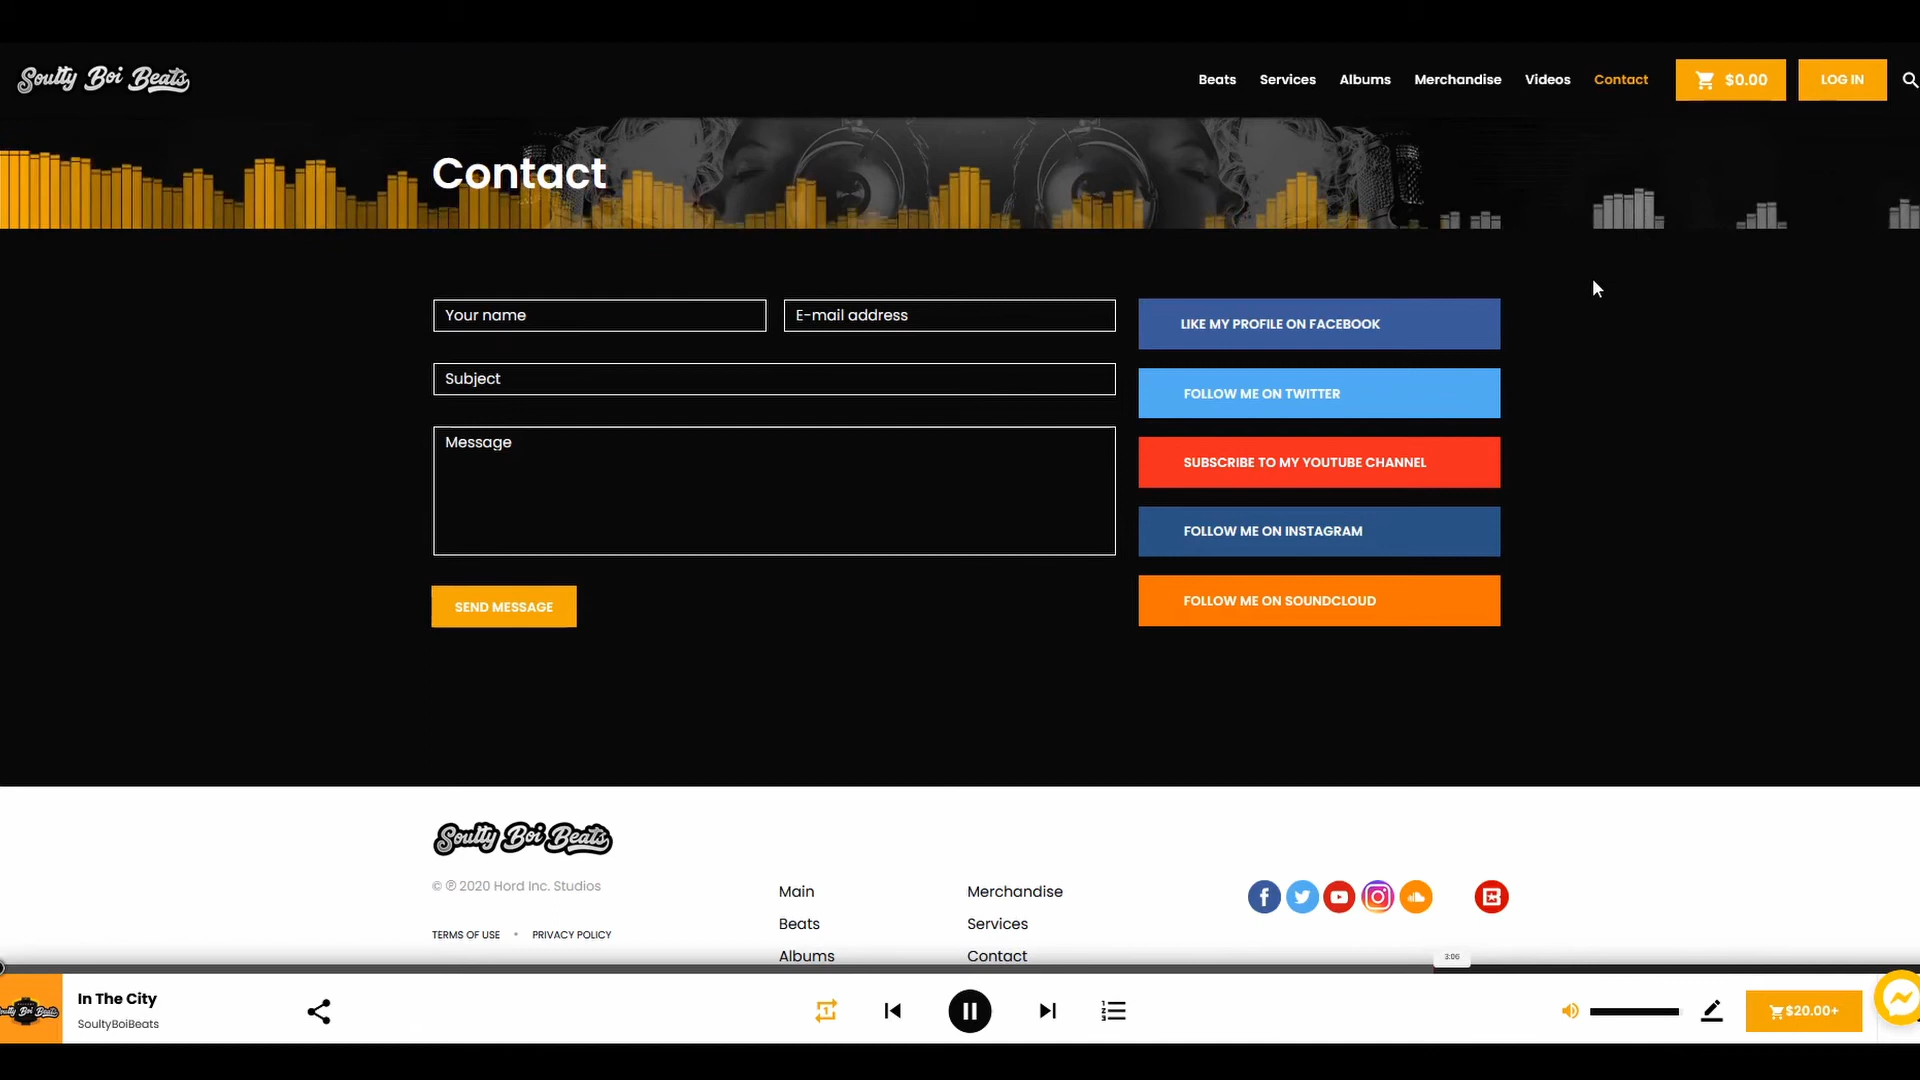 Soulty Boi Beats
Beats Services Albums Merchandise Videos Contact $0.00 LOG IN
Contact
Your name E-mail address
Subject
Message
SEND MESSAGE
LIKE MY PROFILE ON FACEBOOK
FOLLOW ME ON TWITTER
SUBSCRIBE TO MY YOUTUBE CHANNEL
FOLLOW ME ON INSTAGRAM
FOLLOW ME ON SOUNDCLOUD
Soulty Boi Beats
© ℗ 2020 Hord Inc. Studios
TERMS OF USE • PRIVACY POLICY
Main
Beats
Albums
Merchandise
Services
Contact
3:06
In The City
SoultyBoiBeats
$20.00+